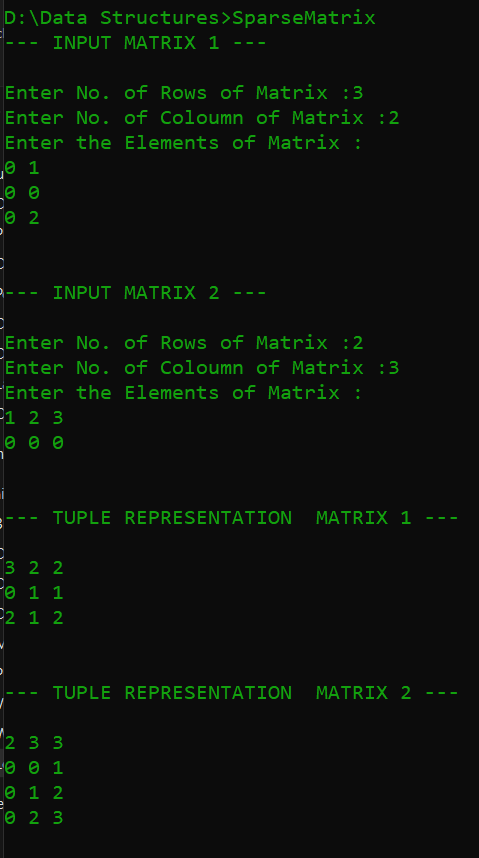 D:\Data Structures>SparseMatrix
--- INPUT MATRIX 1 ---
Enter No. of Rows of Matrix :3
Enter No. of Coloumn of Matrix :2
Enter the Elements of Matrix :
0 1
0 0
0 2
--- INPUT MATRIX 2 ---
Enter No. of Rows of Matrix :2
Enter No. of Coloumn of Matrix :3
Enter the Elements of Matrix :
1 2 3
0 0 0
--- TUPLE REPRESENTATION  MATRIX 1 ---
3 2 2
0 1 1
2 1 2
--- TUPLE REPRESENTATION  MATRIX 2 ---
2 3 3
0 0 1
0 1 2
0 2 3